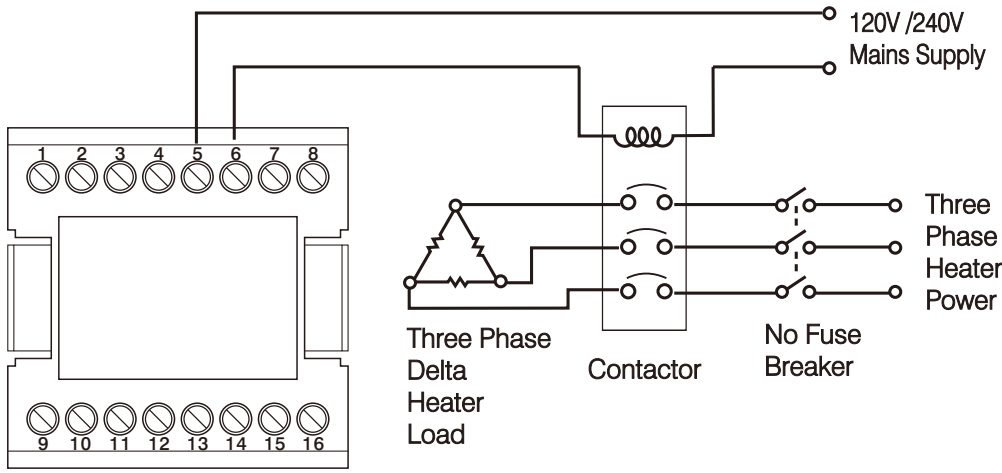 120V /240V
Mains Supply
1 2 3 4 5 6 7 8
Three
Phase
Heater
Power
Three Phase
Delta
Heater
Load
Contactor
No Fuse
Breaker
9 10 11 12 13 14 15 16